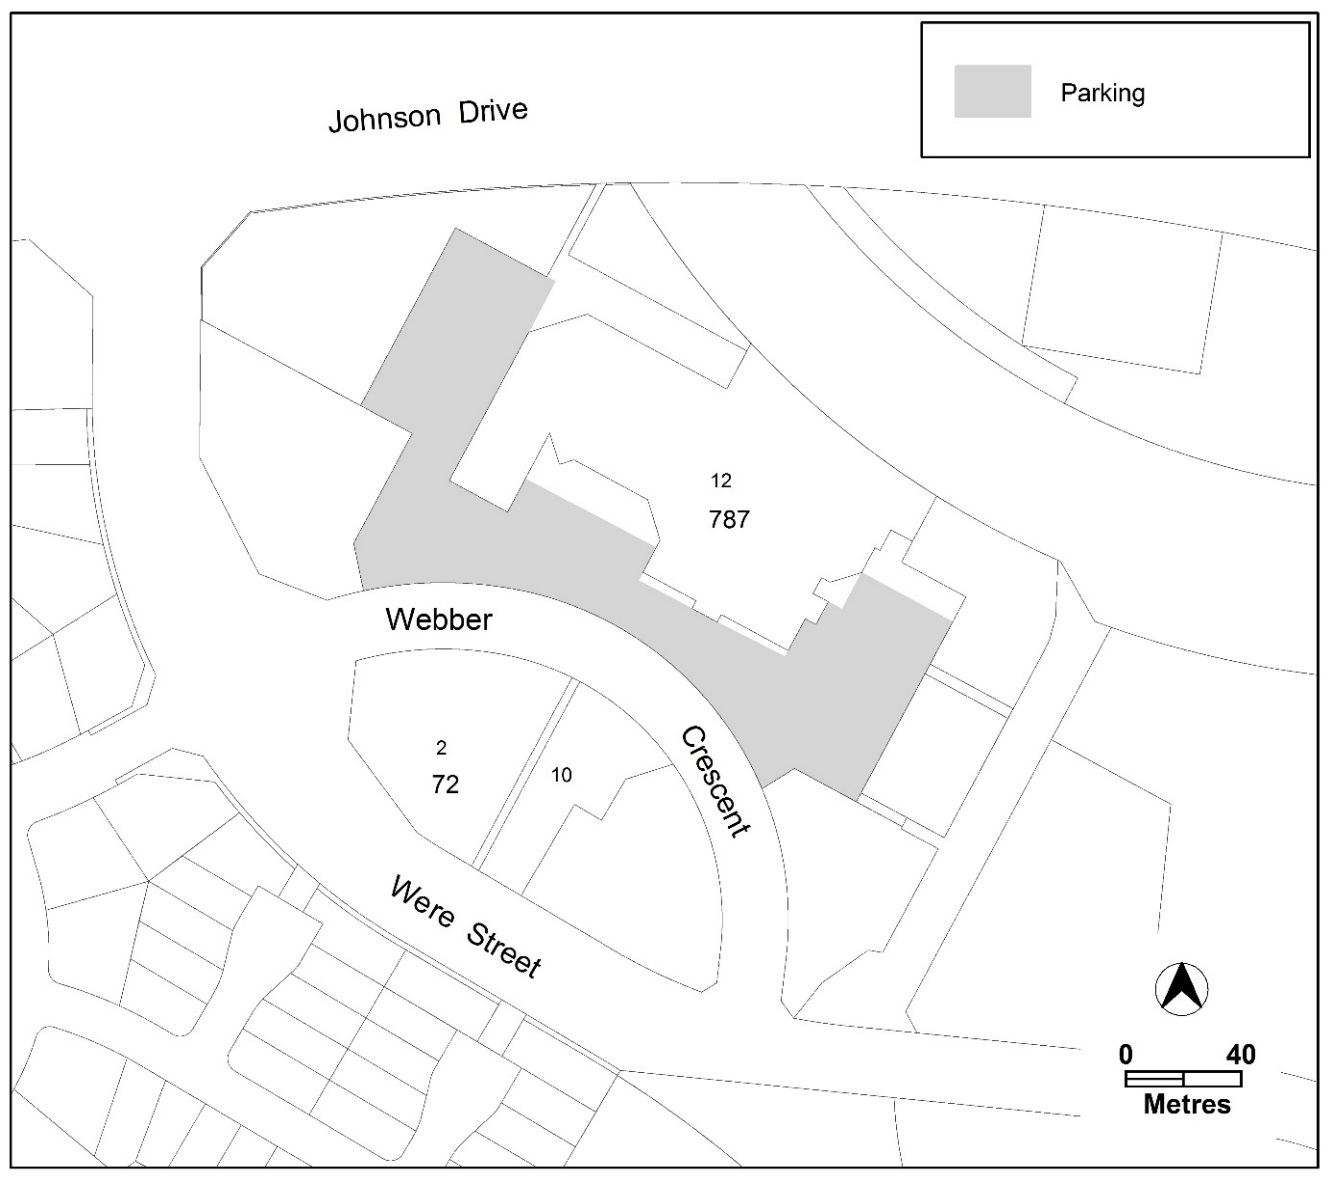 Johnson Drive
Parking
12
787
Webber
Crescent
2
72
10
Were Street
0 40
Metres